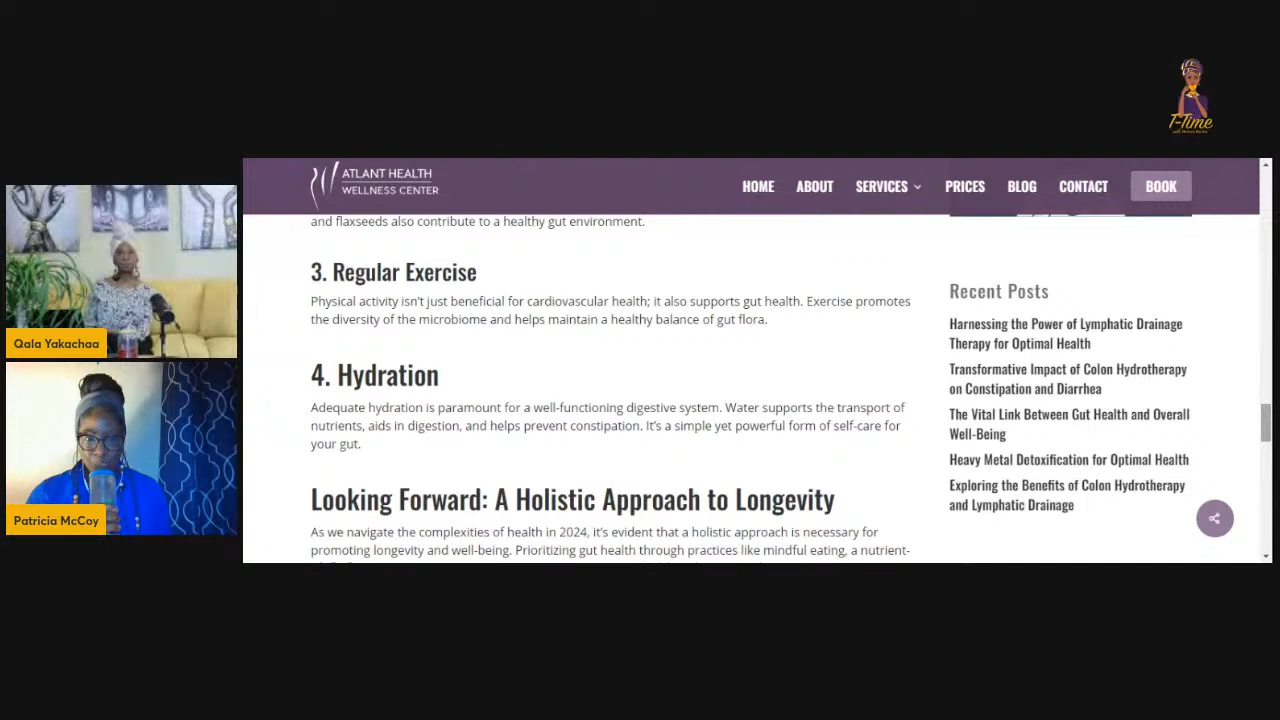 T-Time
ATLANT HEALTH
WELLNESS CENTER
HOME
ABOUT
SERVICES
PRICES
BLOG
CONTACT
BOOK
and flaxseeds also contribute to a healthy gut environment.
3. Regular Exercise
Physical activity isn’t just beneficial for cardiovascular health; it also supports gut health. Exercise promotes
the diversity of the microbiome and helps maintain a healthy balance of gut flora.
4. Hydration
Adequate hydration is paramount for a well-functioning digestive system. Water supports the transport of
nutrients, aids in digestion, and helps prevent constipation. It’s a simple yet powerful form of self-care for
your gut.
Looking Forward: A Holistic Approach to Longevity
As we navigate the complexities of health in 2024, it’s evident that a holistic approach is necessary for
promoting longevity and well-being. Prioritizing gut health through practices like mindful eating, a nutrient-
Recent Posts
Harnessing the Power of Lymphatic Drainage
Therapy for Optimal Health
Transformative Impact of Colon Hydrotherapy
on Constipation and Diarrhea
The Vital Link Between Gut Health and Overall
Well-Being
Heavy Metal Detoxification for Optimal Health
Exploring the Benefits of Colon Hydrotherapy
and Lymphatic Drainage
Qala Yakachaa
Patricia McCoy